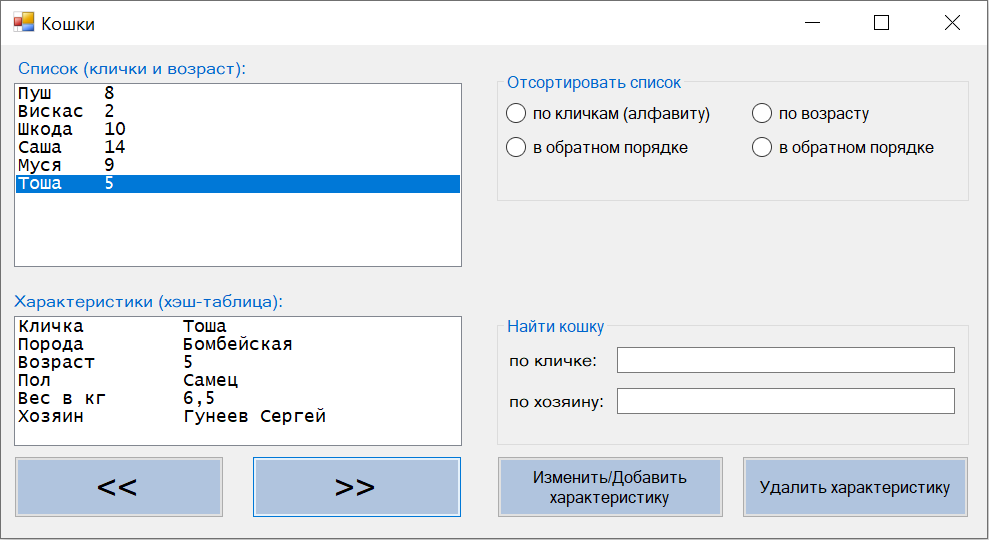 Кошки
Список (клички и возраст):
Пуш 8
Вискас 2
Шкода 10
Саша 14
Муся 9
Тоша 5
Отсортировать список
по кличкам (алфавиту) по возрасту
в обратном порядке в обратном порядке
Характеристики (хэш-таблица):
Кличка Тоша
Порода Бомбейская
Возраст 5
Пол Самец
Вес в кг 6,5
Хозяин Гунеев Сергей
Найти кошку
по кличке:
по хозяину:
<< >>
Изменить/Добавить
характеристику
Удалить характеристику